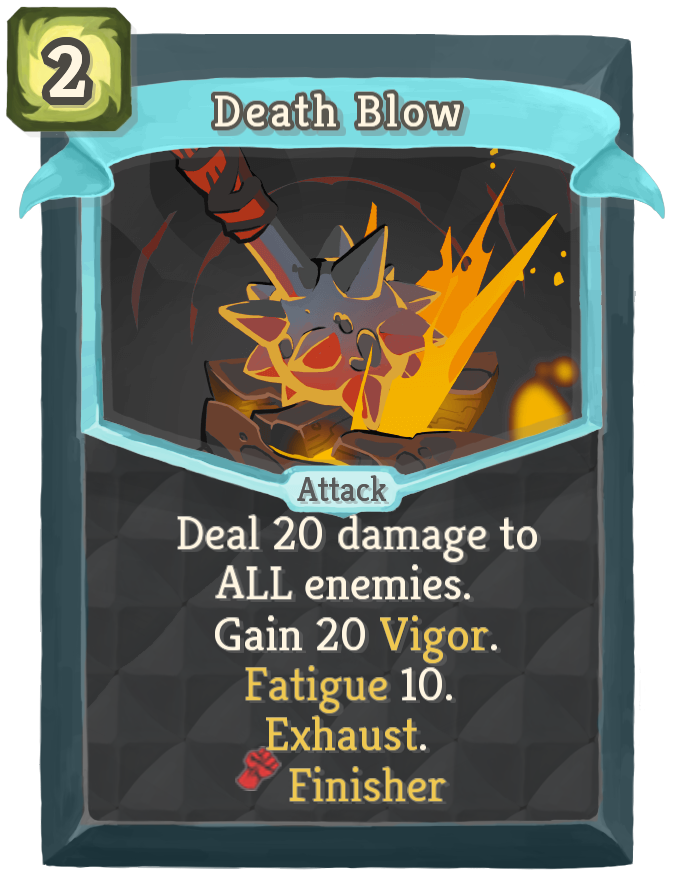 2
Death Blow
Attack
Deal 20 damage to
ALL enemies.
Gain 20 Vigor.
Fatigue 10.
Exhaust.
Finisher